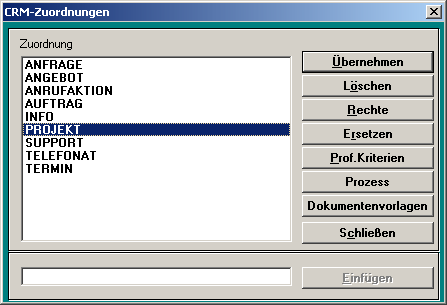 CRM-Zuordnungen
Zuordnung
ANFRAGE
ANGEBOT
ANRUFAKTION
AUFTRAG
INFO
PROJEKT
SUPPORT
TELEFONAT
TERMIN
Übernehmen
Löschen
Rechte
Ersetzen
Prof.Kriterien
Prozess
Dokumentenvorlagen
Schließen
Einfügen